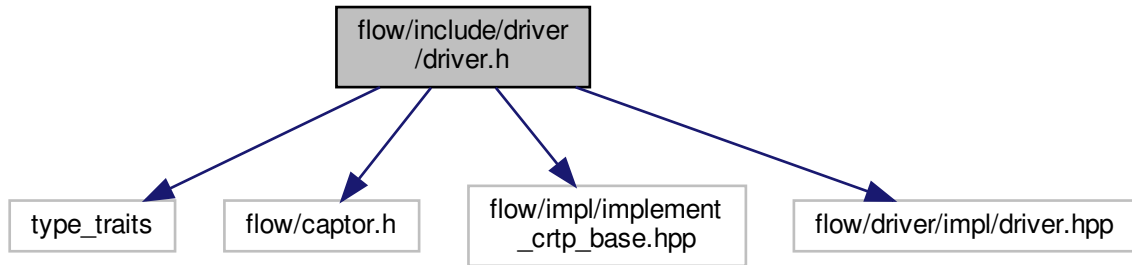 flow/include/driver
/driver.h
type_traits
flow/captor.h
flow/impl/implement
_crtp_base.hpp
flow/driver/impl/driver.hpp